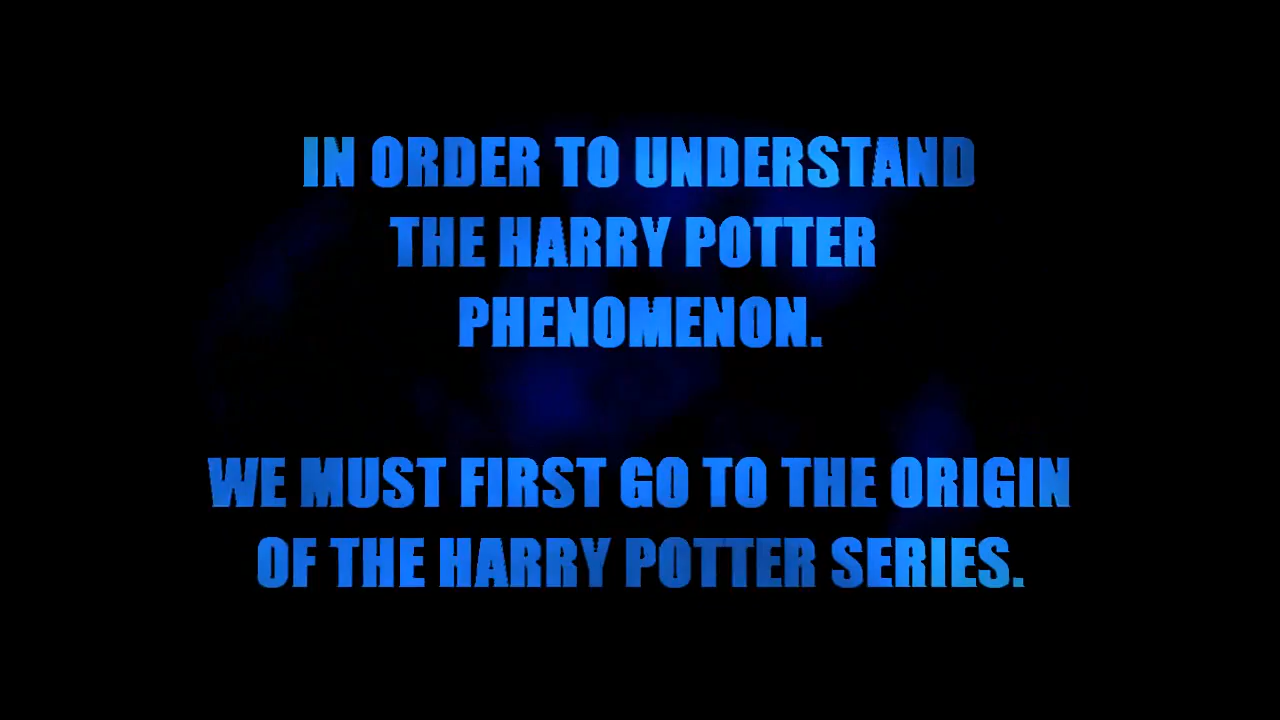 IN ORDER TO UNDERSTAND
THE HARRY POTTER
PHENOMENON.
WE MUST FIRST GO TO THE ORIGIN
OF THE HARRY POTTER SERIES.